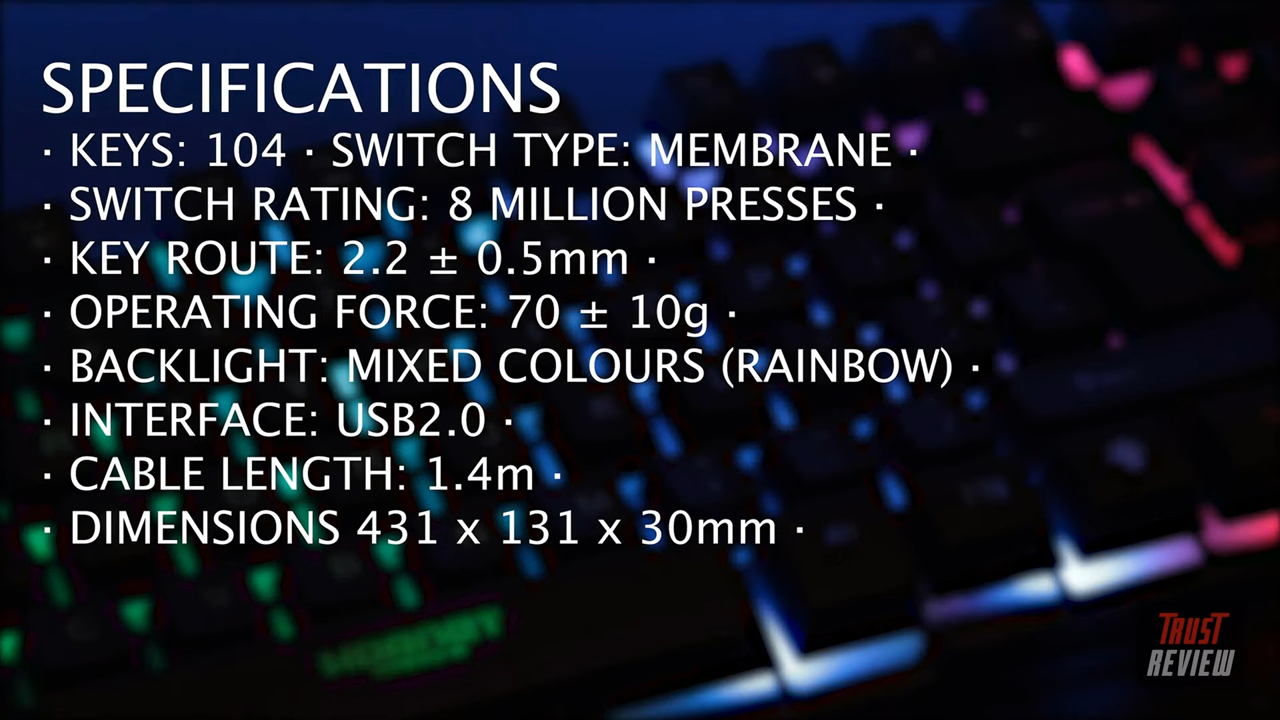 SPECIFICATIONS
· KEYS: 104 · SWITCH TYPE: MEMBRANE ·
· SWITCH RATING: 8 MILLION PRESSES ·
· KEY ROUTE: 2.2 ± 0.5mm ·
· OPERATING FORCE: 70 ± 10g ·
· BACKLIGHT: MIXED COLOURS (RAINBOW) ·
· INTERFACE: USB2.0 ·
· CABLE LENGTH: 1.4m ·
· DIMENSIONS 431 x 131 x 30mm ·
TRUST
REVIEW